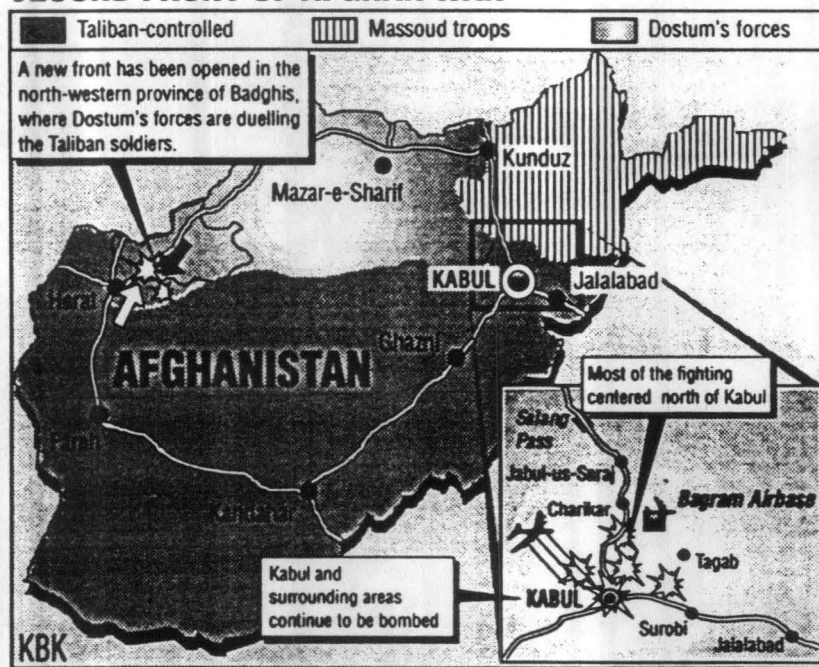 Taliban-controlled
Massoud troops
Dostum's forces
A new front has been opened in the
north-western province of Badghis,
where Dostum's forces are duelling
the Taliban soldiers.
Kunduz
Mazar-e-Sharif
KABUL
Jalalabad
Herat
Ghazni
AFGHANISTAN
Farah
Kandahar
Most of the fighting
centered north of Kabul
Salang
Pass
Jabul-us-Saraj
Charikar
Bagram Airbase
Tagab
KABUL
Surobi
Jalalabad
Kabul and
surrounding areas
continue to be bombed
KBK